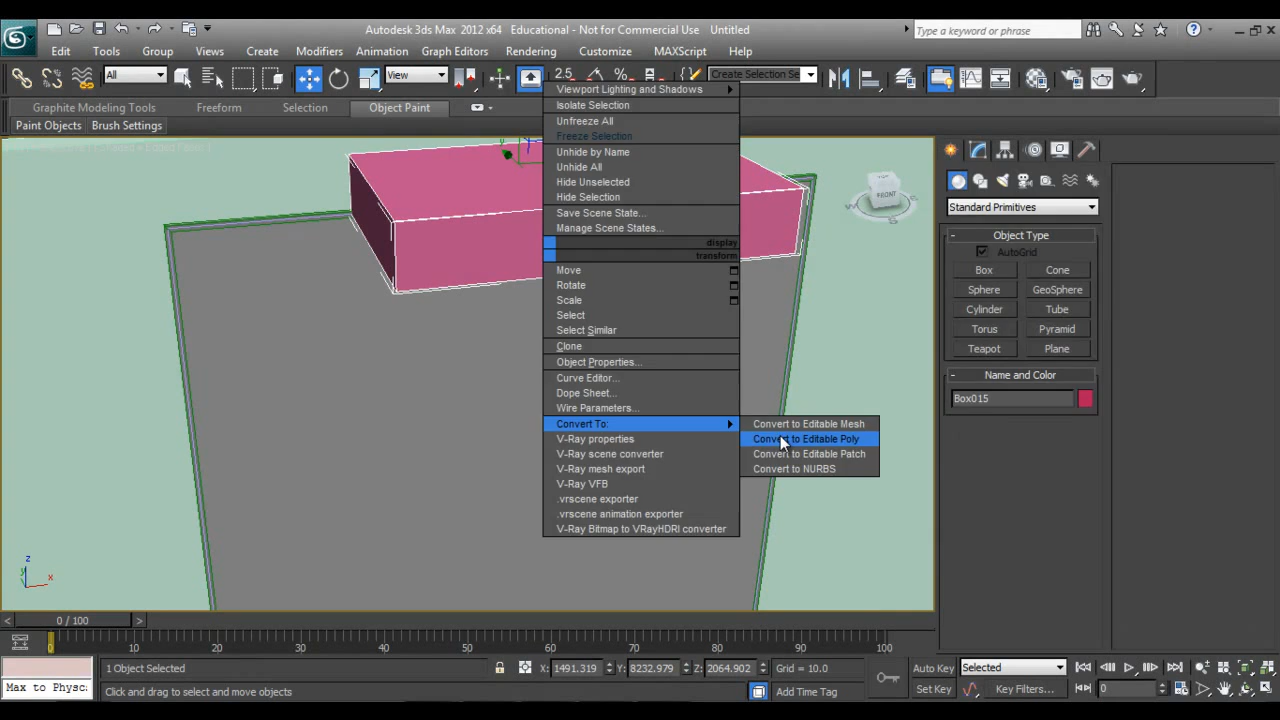 Autodesk 3ds Max 2012 x64 Educational - Not for Commercial Use Untitled
Type a keyword or phrase
Edit Tools Group Views Create Modifiers Animation Graph Editors Rendering Customize MAXScript Help
All View 2.5 % Create Selection Se
Graphite Modeling Tools Freeform Selection Object Paint
Paint Objects Brush Settings
Viewport Lighting and Shadows
Isolate Selection
Unfreeze All
Freeze Selection
Unhide by Name
Unhide All
Hide Unselected
Hide Selection
Save Scene State...
Manage Scene States...
display
transform
Move
Rotate
Scale
Select
Select Similar
Clone
Object Properties...
Curve Editor...
Dope Sheet...
Wire Parameters...
Convert To:
V-Ray properties
V-Ray scene converter
V-Ray mesh export
V-Ray VFB
.vrscene exporter
.vrscene animation exporter
V-Ray Bitmap to VRayHDRI converter
Convert to Editable Mesh
Convert to Editable Poly
Convert to Editable Patch
Convert to NURBS
TOP
FRONT
y
z
y
x
Standard Primitives
- Object Type
AutoGrid
Box Cone
Sphere GeoSphere
Cylinder Tube
Torus Pyramid
Teapot Plane
- Name and Color
Box015
< 0 / 100 >
0 10 20 30 40 50 60 70 80 90 100
1 Object Selected X: 1491.319 Y: 8232.979 Z: 2064.902 Grid = 10.0 Auto Key Selected
Max to Physc Click and drag to select and move objects Add Time Tag Set Key Key Filters... 0